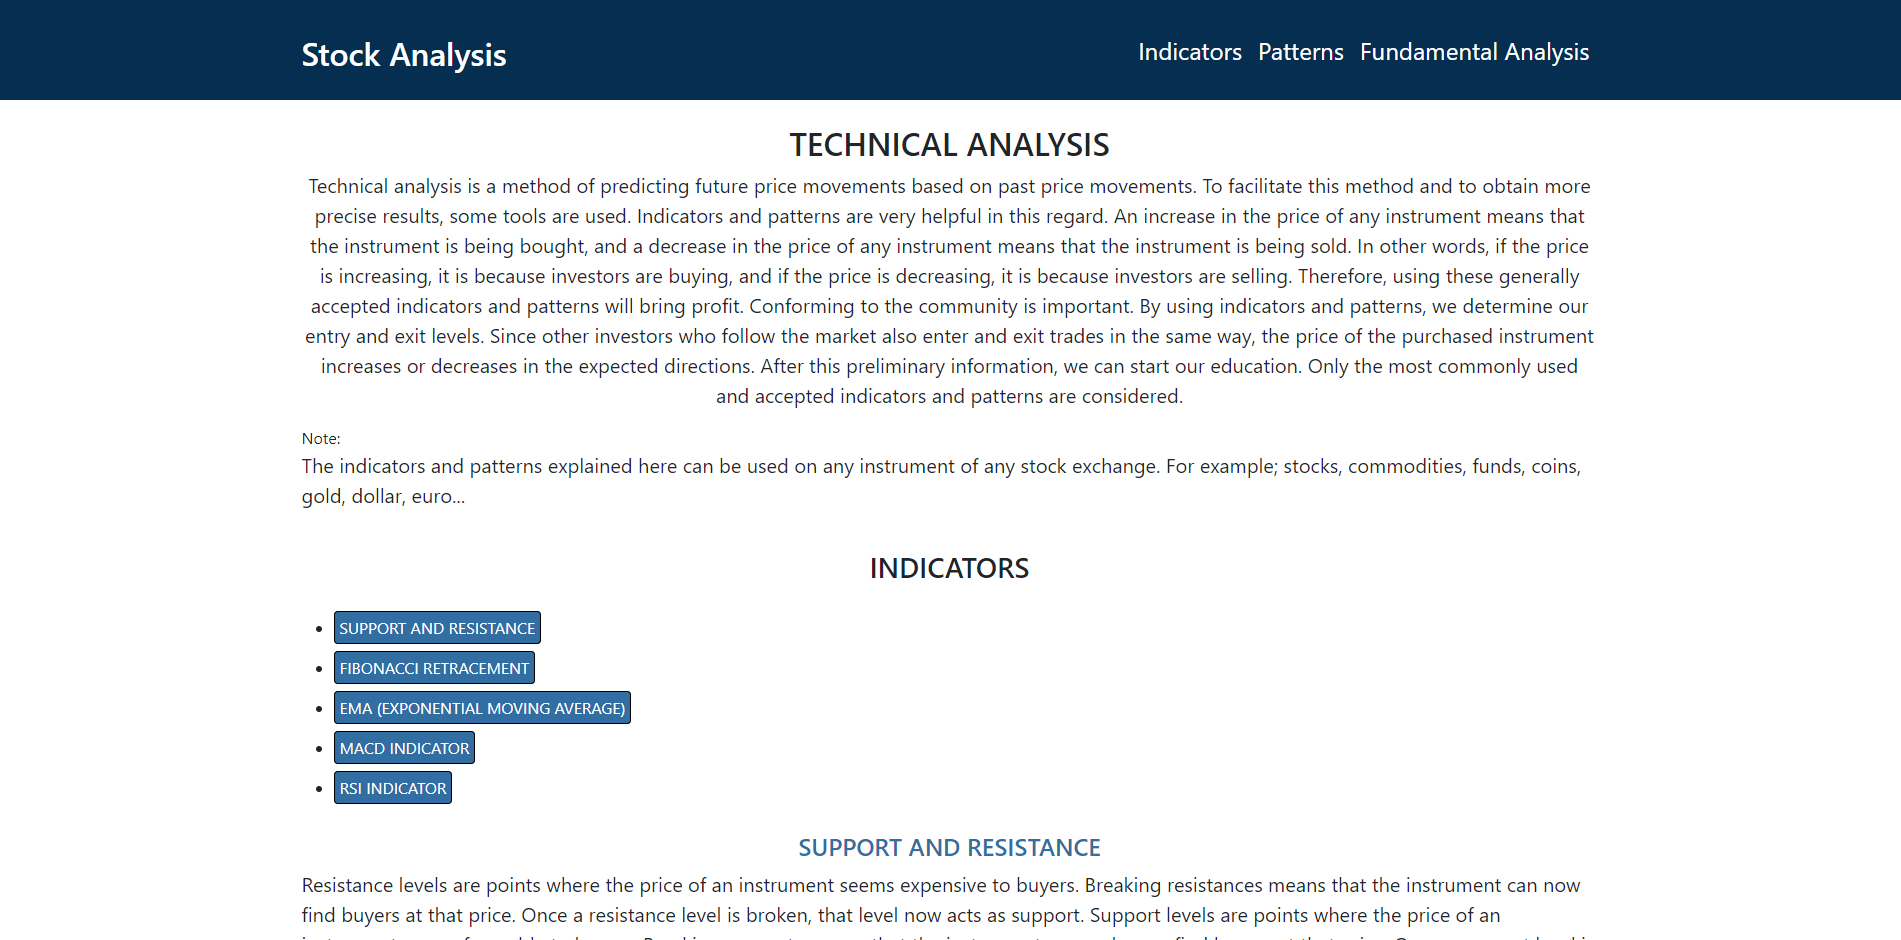 Stock Analysis
Indicators Patterns Fundamental Analysis
TECHNICAL ANALYSIS
Technical analysis is a method of predicting future price movements based on past price movements. To facilitate this method and to obtain more
precise results, some tools are used. Indicators and patterns are very helpful in this regard. An increase in the price of any instrument means that
the instrument is being bought, and a decrease in the price of any instrument means that the instrument is being sold. In other words, if the price
is increasing, it is because investors are buying, and if the price is decreasing, it is because investors are selling. Therefore, using these generally
accepted indicators and patterns will bring profit. Conforming to the community is important. By using indicators and patterns, we determine our
entry and exit levels. Since other investors who follow the market also enter and exit trades in the same way, the price of the purchased instrument
increases or decreases in the expected directions. After this preliminary information, we can start our education. Only the most commonly used
and accepted indicators and patterns are considered.
Note:
The indicators and patterns explained here can be used on any instrument of any stock exchange. For example; stocks, commodities, funds, coins,
gold, dollar, euro...
INDICATORS
SUPPORT AND RESISTANCE
FIBONACCI RETRACEMENT
EMA (EXPONENTIAL MOVING AVERAGE)
MACD INDICATOR
RSI INDICATOR
SUPPORT AND RESISTANCE
Resistance levels are points where the price of an instrument seems expensive to buyers. Breaking resistances means that the instrument can now
find buyers at that price. Once a resistance level is broken, that level now acts as support. Support levels are points where the price of an